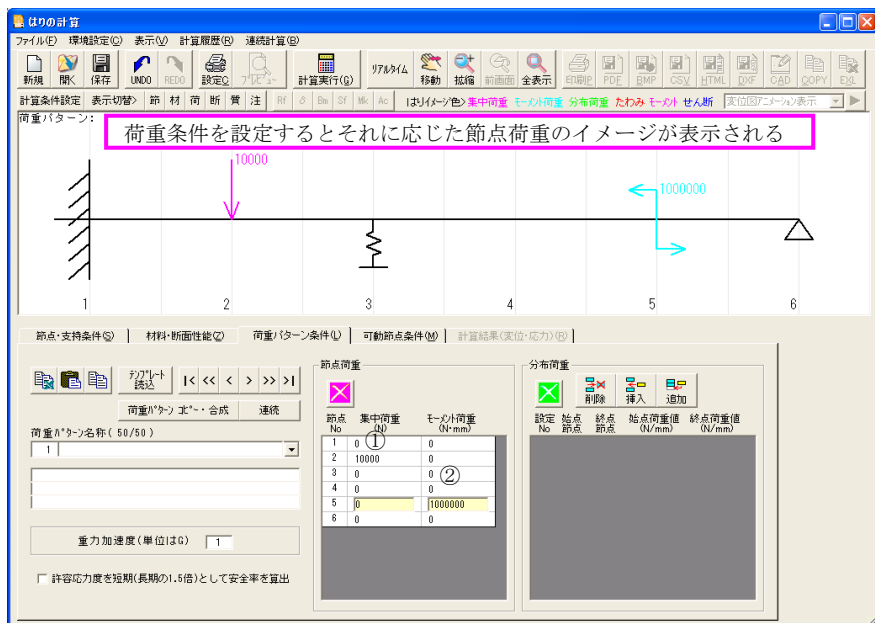 はりの計算
ファイル(F) 環境設定(C) 表示(V) 計算履歴(R) 連続計算(B)
新規 開く 保存 UNDO REDO 設定C プレビュー 計算実行(G) リアルタイム 移動 拡縮 前画面 全表示 印刷P PDF BMP CSV HTML DXF CAD COPY EXL
計算条件設定 表示切替> 節 材 荷 断 質 注 Rf δ Bm Sf Mk Ac はりイメージ色>集中荷重 モーメント荷重 分布荷重 たわみ モーメント せん断 変位図アニメーション表示
荷重パターン:
荷重条件を設定するとそれに応じた節点荷重のイメージが表示される
10000
1000000
1 2 3 4 5 6
節点・支持条件(S) 材料・断面性能(Z) 荷重パターン条件(L) 可動節点条件(M) 計算結果(変位・応力)(R)
テンプレート読込 |< << < > >> >|
荷重パターン コピー・合成 連続
荷重パターン名称(50/50)
1
重力加速度(単位はG) 1
許容応力度を短期(長期の1.5倍)として安全率を算出
節点荷重
節点No 集中荷重(N) モーメント荷重(N・mm)
1 0 ① 0
2 10000 0
3 0 0 ②
4 0 0
5 0 1000000
6 0 0
分布荷重
削除 挿入 追加
設定No 始点節点 終点節点 始点荷重値(N/mm) 終点荷重値(N/mm)